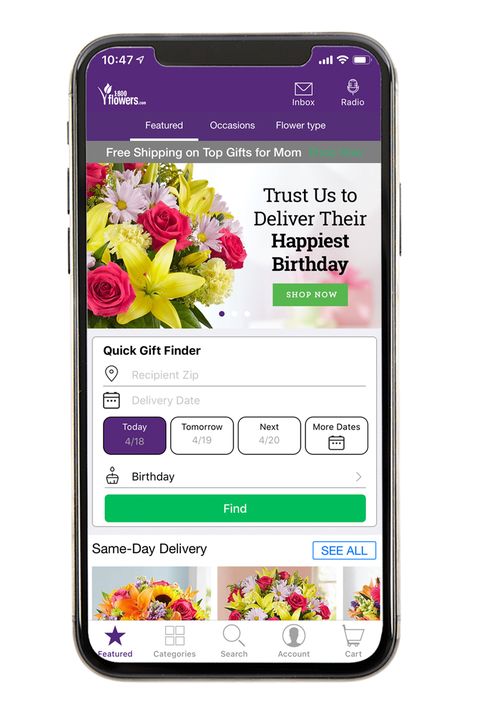 10:47
1-800
flowers.com
Inbox
Radio
Featured
Occasions
Flower type
Free Shipping on Top Gifts for Mom Shop Now
Trust Us to
Deliver Their
Happiest
Birthday
SHOP NOW
Quick Gift Finder
Recipient Zip
Delivery Date
Today
4/18
Tomorrow
4/19
Next
4/20
More Dates
Birthday
Find
Same-Day Delivery
SEE ALL
Featured
Categories
Search
Account
Cart